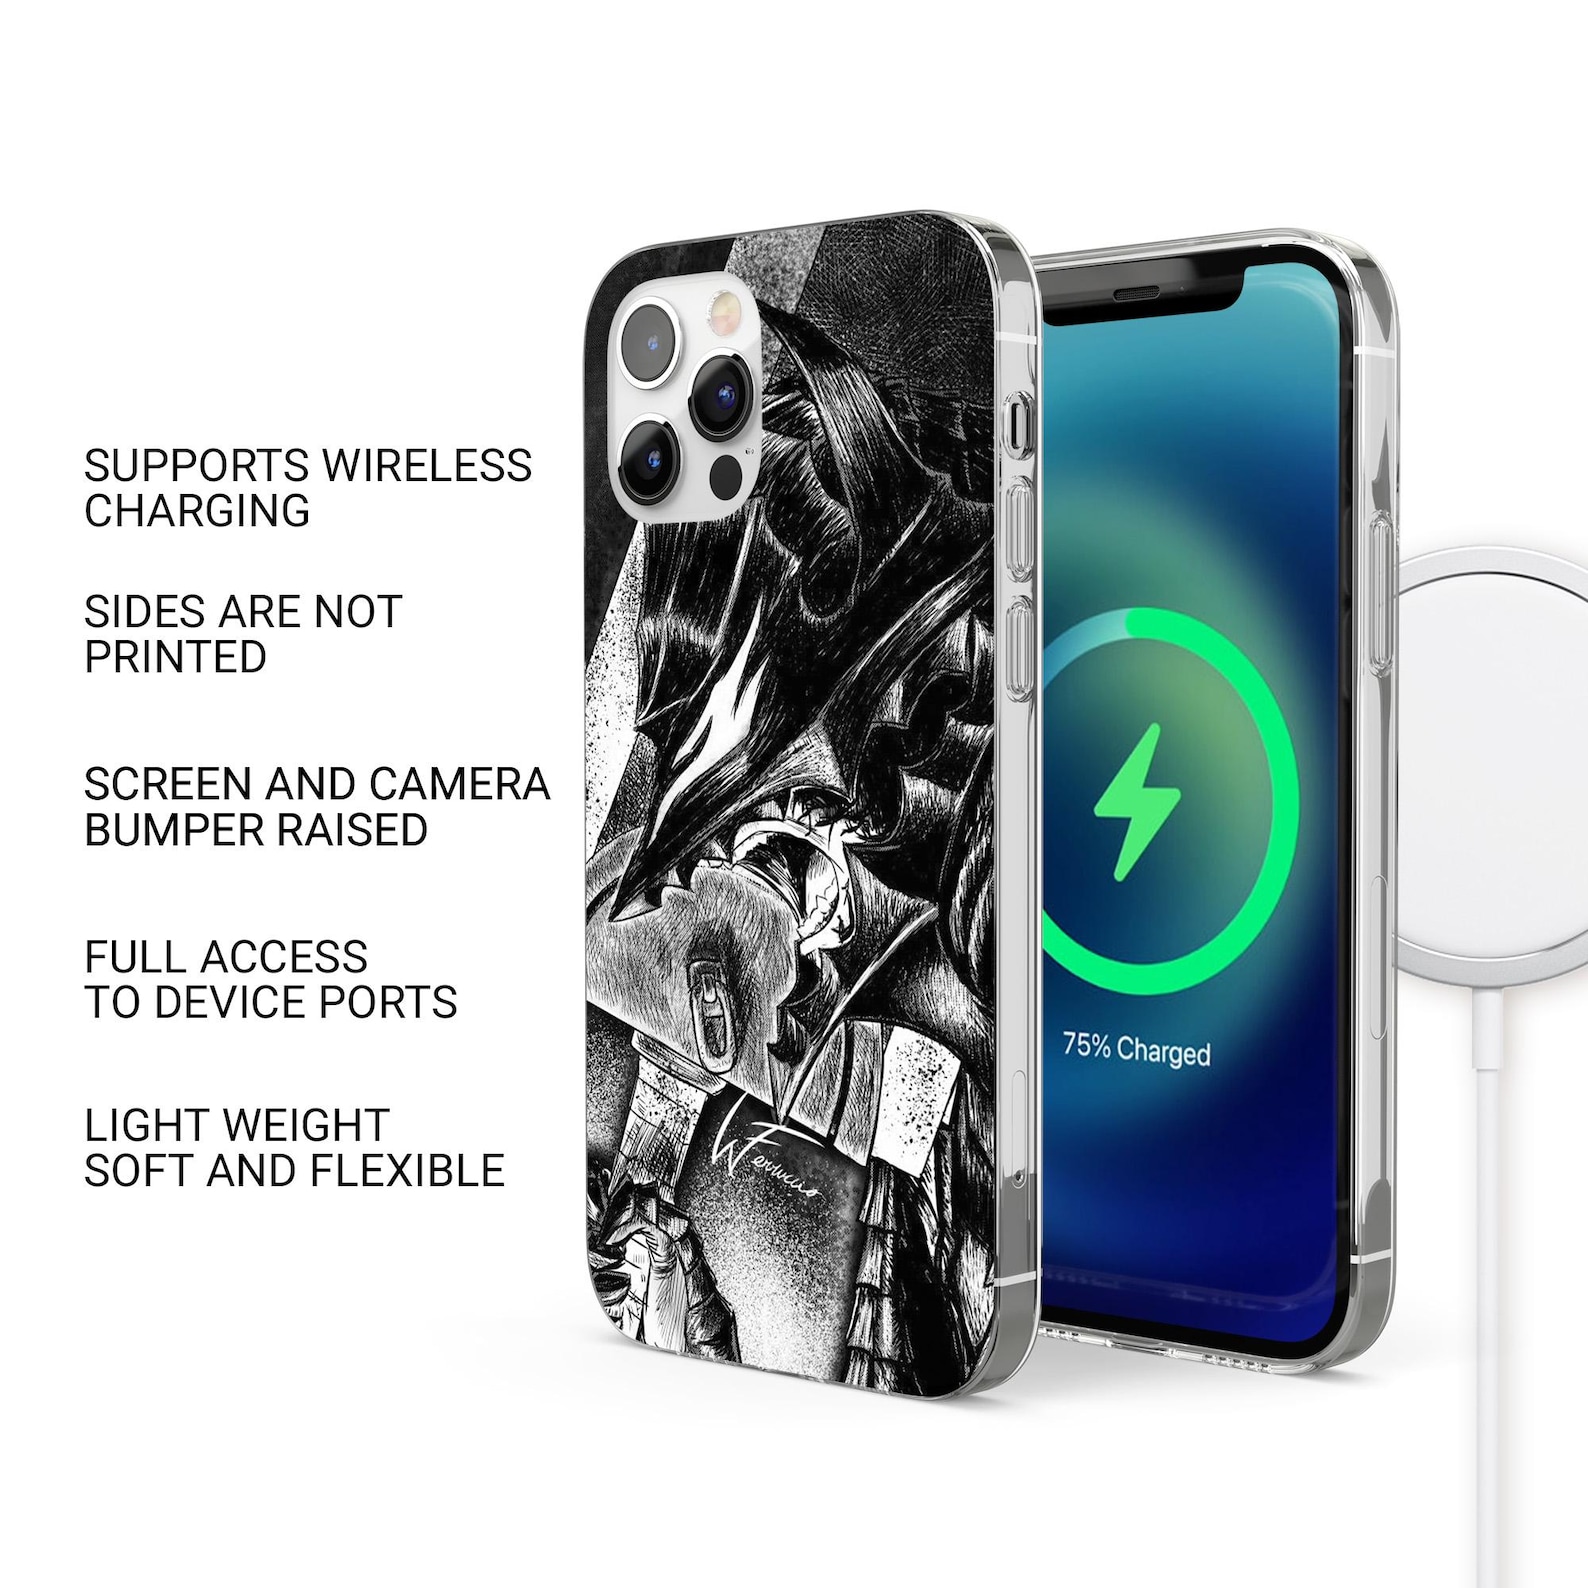 SUPPORTS WIRELESS
CHARGING
SIDES ARE NOT
PRINTED
SCREEN AND CAMERA
BUMPER RAISED
FULL ACCESS
TO DEVICE PORTS
LIGHT WEIGHT
SOFT AND FLEXIBLE
75% Charged